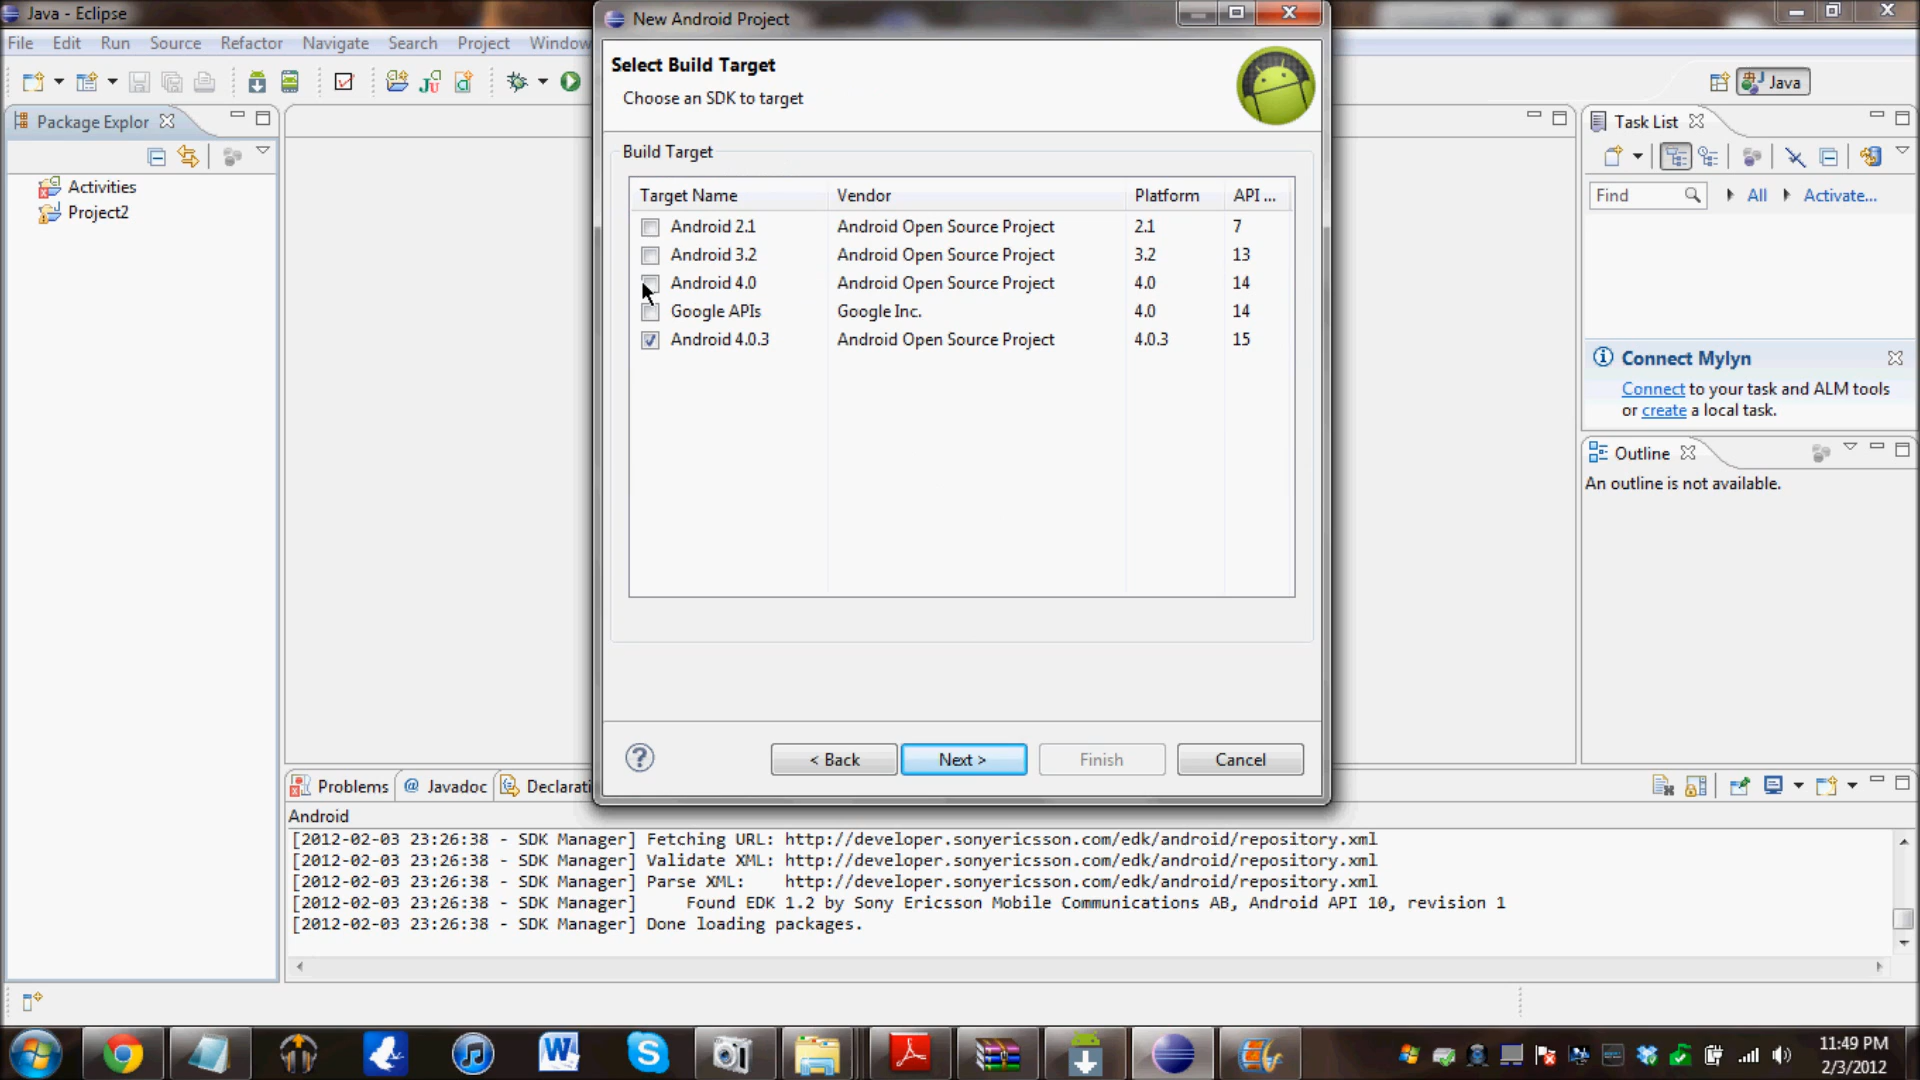 Java - Eclipse
File Edit Run Source Refactor Navigate Search Project Window
Java
Package Explor
Activities
Project2
New Android Project
Select Build Target
Choose an SDK to target
Build Target
Target Name Vendor Platform API ...
Android 2.1 Android Open Source Project 2.1 7
Android 3.2 Android Open Source Project 3.2 13
Android 4.0 Android Open Source Project 4.0 14
Google APIs Google Inc. 4.0 14
Android 4.0.3 Android Open Source Project 4.0.3 15
< Back Next > Finish Cancel
Task List
Find All Activate...
Connect Mylyn
Connect to your task and ALM tools
or create a local task.
Outline
An outline is not available.
Problems @ Javadoc Declarati
Android
[2012-02-03 23:26:38 - SDK Manager] Fetching URL: http://developer.sonyericsson.com/edk/android/repository.xml
[2012-02-03 23:26:38 - SDK Manager] Validate XML: http://developer.sonyericsson.com/edk/android/repository.xml
[2012-02-03 23:26:38 - SDK Manager] Parse XML: http://developer.sonyericsson.com/edk/android/repository.xml
[2012-02-03 23:26:38 - SDK Manager] Found EDK 1.2 by Sony Ericsson Mobile Communications AB, Android API 10, revision 1
[2012-02-03 23:26:38 - SDK Manager] Done loading packages.
11:49 PM
2/3/2012